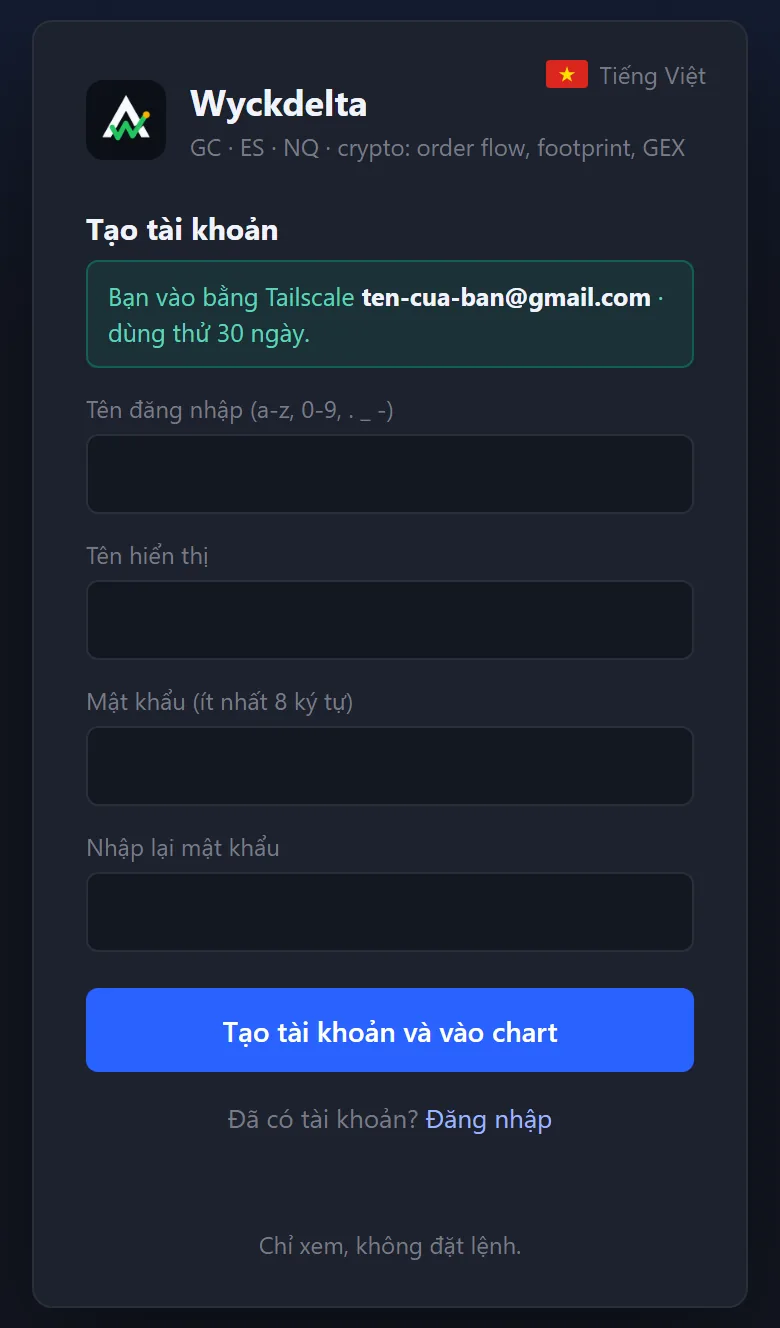 Tiếng Việt
Wyckdelta
GC · ES · NQ · crypto: order flow, footprint, GEX
Tạo tài khoản
Bạn vào bằng Tailscale ten-cua-ban@gmail.com ·
dùng thử 30 ngày.
Tên đăng nhập (a-z, 0-9, . _ -)
Tên hiển thị
Mật khẩu (ít nhất 8 ký tự)
Nhập lại mật khẩu
Tạo tài khoản và vào chart
Đã có tài khoản? Đăng nhập
Chỉ xem, không đặt lệnh.